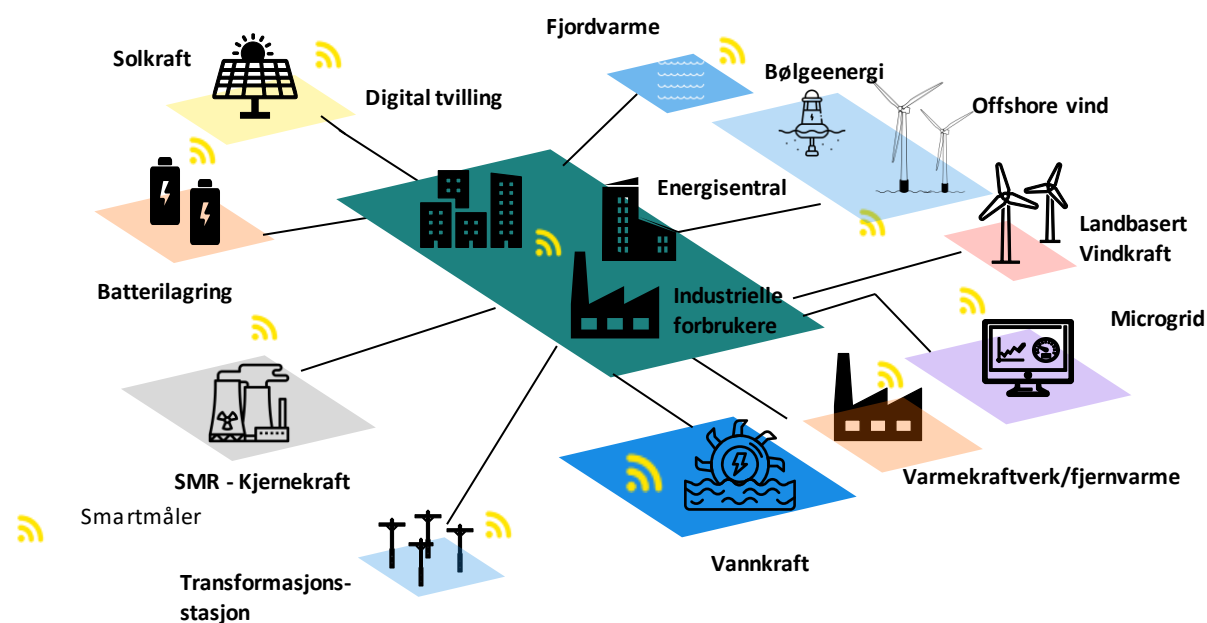 Fjordvarme
Solkraft
Bølgeenergi
Digital tvilling
Offshore vind
Energisentral
Landbasert
Vindkraft
Batterilagring
Industrielle
forbrukere
Microgrid
SMR - Kjernekraft
Varmekraftverk/fjernvarme
Smartmåler
Vannkraft
Transformasjons-
stasjon